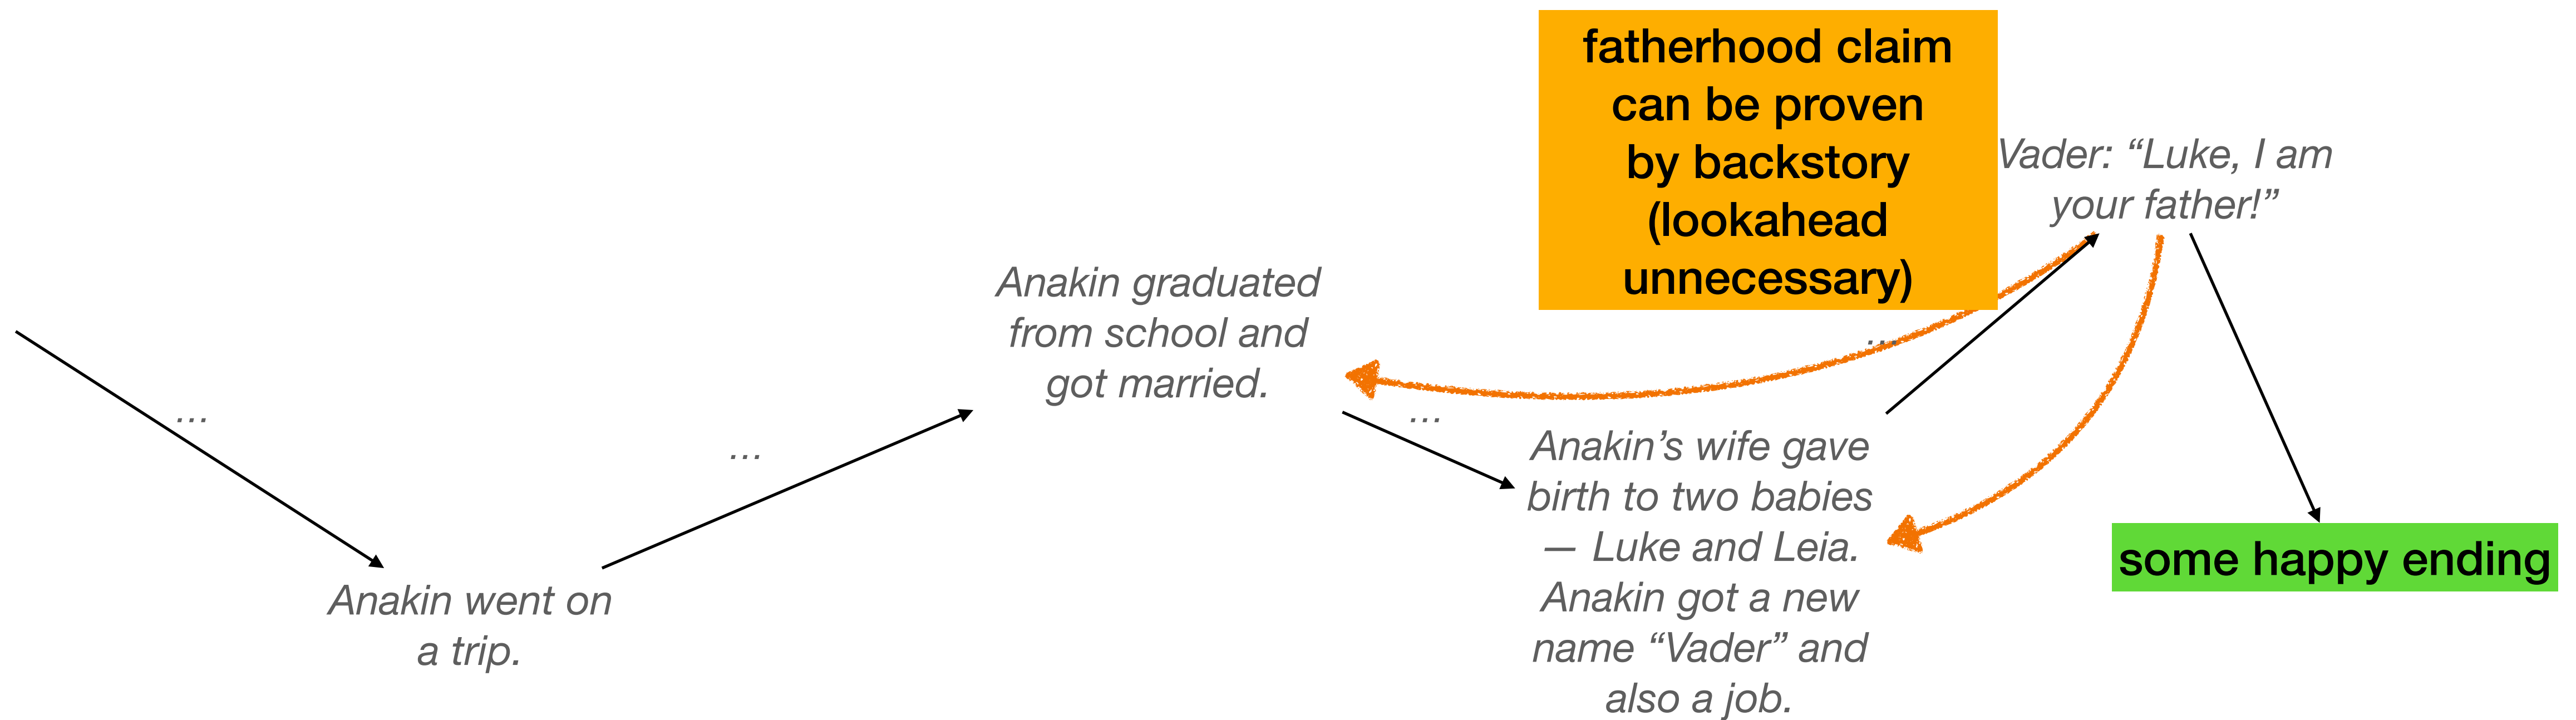 ...
Anakin went on
a trip.
...
Anakin graduated
from school and
got married.
...
Anakin’s wife gave
birth to two babies
— Luke and Leia.
Anakin got a new
name “Vader” and
also a job.
...
fatherhood claim
can be proven
by backstory
(lookahead
unnecessary)
Vader: “Luke, I am
your father!”
some happy ending